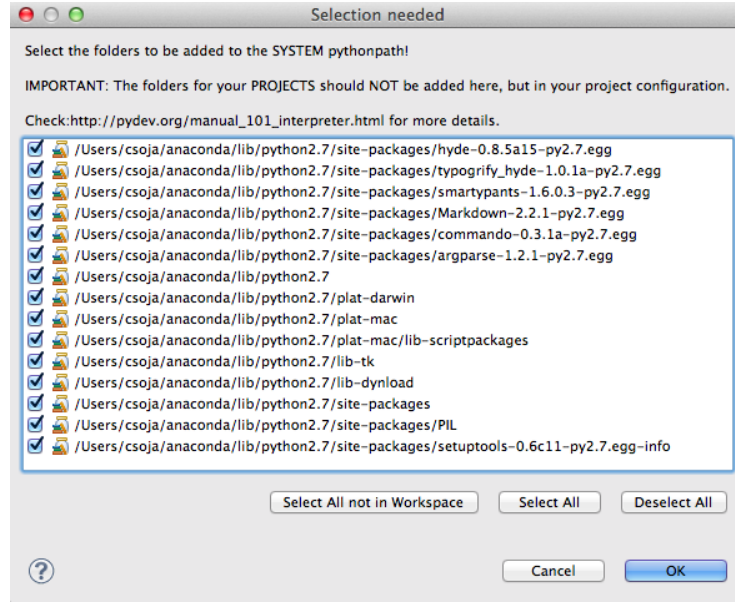 Selection needed
Select the folders to be added to the SYSTEM pythonpath!
IMPORTANT: The folders for your PROJECTS should NOT be added here, but in your project configuration.
Check:http://pydev.org/manual_101_interpreter.html for more details.
/Users/csoja/anaconda/lib/python2.7/site-packages/hyde-0.8.5a15-py2.7.egg
/Users/csoja/anaconda/lib/python2.7/site-packages/typogrify_hyde-1.0.1a-py2.7.egg
/Users/csoja/anaconda/lib/python2.7/site-packages/smartypants-1.6.0.3-py2.7.egg
/Users/csoja/anaconda/lib/python2.7/site-packages/Markdown-2.2.1-py2.7.egg
/Users/csoja/anaconda/lib/python2.7/site-packages/commando-0.3.1a-py2.7.egg
/Users/csoja/anaconda/lib/python2.7/site-packages/argparse-1.2.1-py2.7.egg
/Users/csoja/anaconda/lib/python2.7
/Users/csoja/anaconda/lib/python2.7/plat-darwin
/Users/csoja/anaconda/lib/python2.7/plat-mac
/Users/csoja/anaconda/lib/python2.7/plat-mac/lib-scriptpackages
/Users/csoja/anaconda/lib/python2.7/lib-tk
/Users/csoja/anaconda/lib/python2.7/lib-dynload
/Users/csoja/anaconda/lib/python2.7/site-packages
/Users/csoja/anaconda/lib/python2.7/site-packages/PIL
/Users/csoja/anaconda/lib/python2.7/site-packages/setuptools-0.6c11-py2.7.egg-info
Select All not in Workspace Select All Deselect All
? Cancel OK